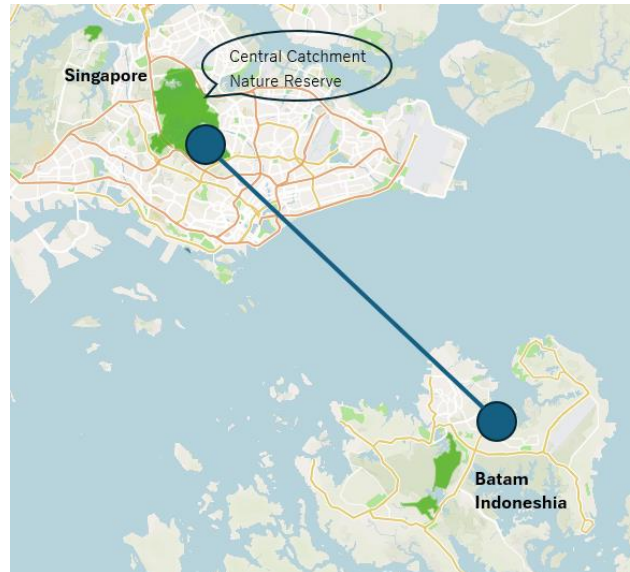 Central Catchment
Nature Reserve
Singapore
Batam
Indoneshia